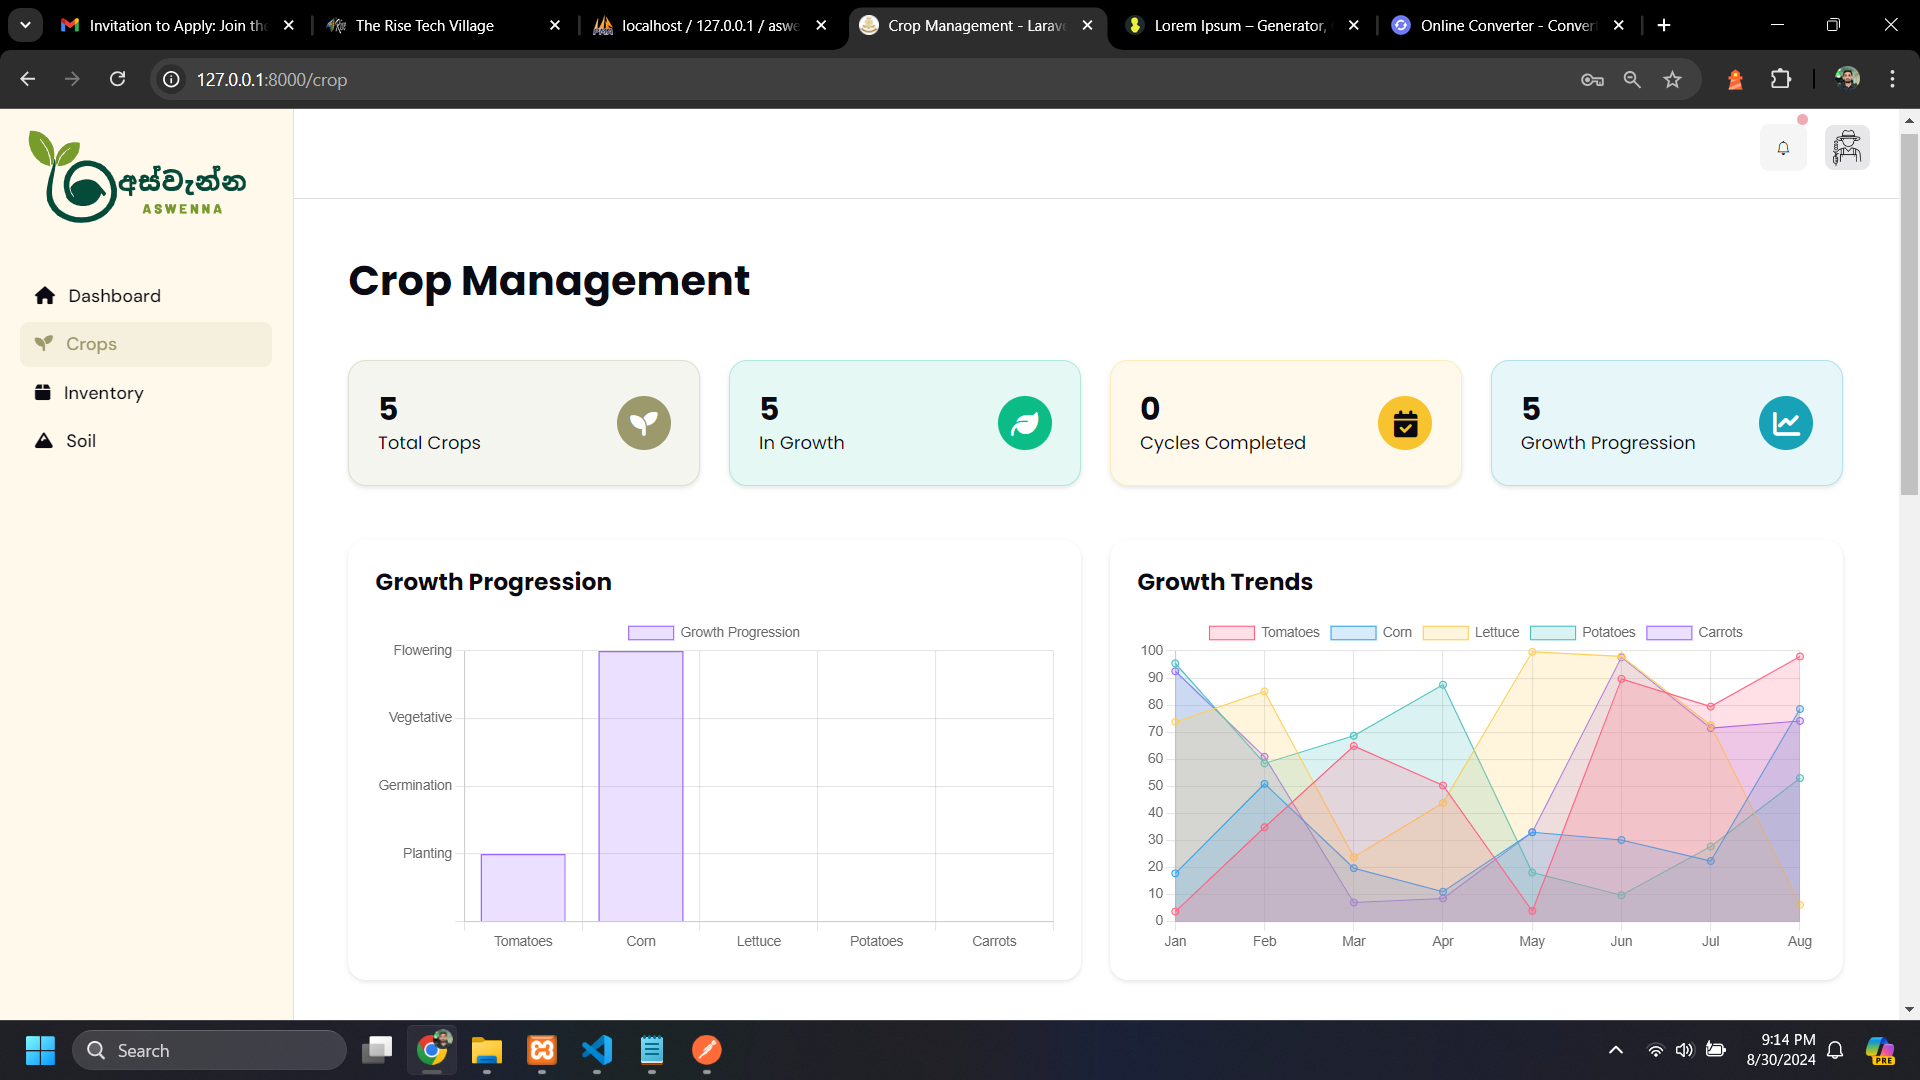 Invitation to Apply: Join the
The Rise Tech Village
localhost / 127.0.0.1 / aswe
Crop Management - Larave
Lorem Ipsum – Generator,
Online Converter - Convert
127.0.0.1:8000/crop
අස්වැන්න
ASWENNA
Dashboard
Crops
Inventory
Soil
Crop Management
5
Total Crops
5
In Growth
0
Cycles Completed
5
Growth Progression
Growth Progression
Growth Progression
Flowering
Vegetative
Germination
Planting
Tomatoes Corn Lettuce Potatoes Carrots
Growth Trends
Tomatoes Corn Lettuce Potatoes Carrots
100
90
80
70
60
50
40
30
20
10
0
Jan Feb Mar Apr May Jun Jul Aug
Search
9:14 PM
8/30/2024
PRE